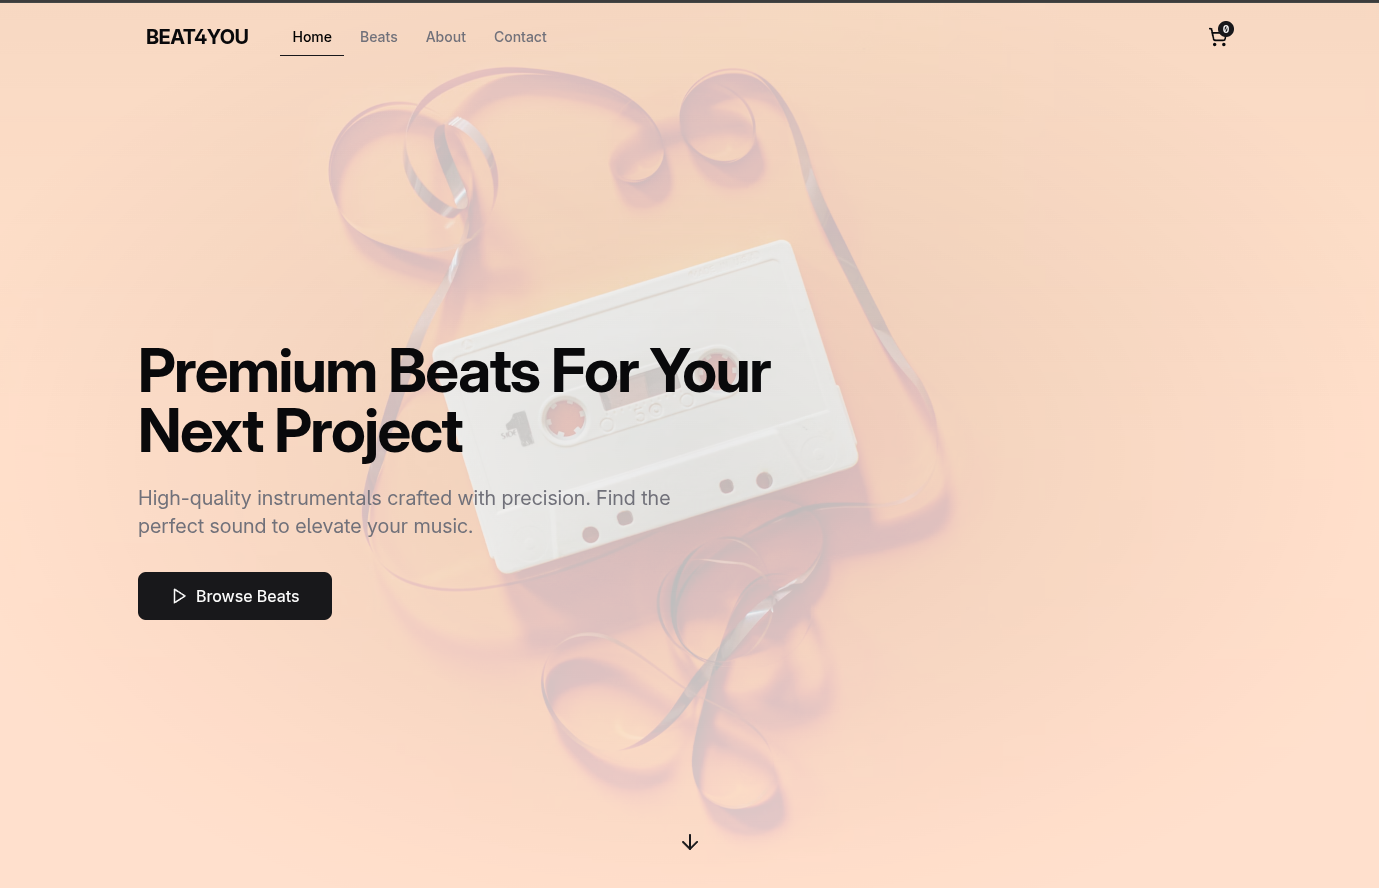 BEAT4YOU
Home
Beats
About
Contact
0
Premium Beats For Your
Next Project
High-quality instrumentals crafted with precision. Find the
perfect sound to elevate your music.
Browse Beats
1